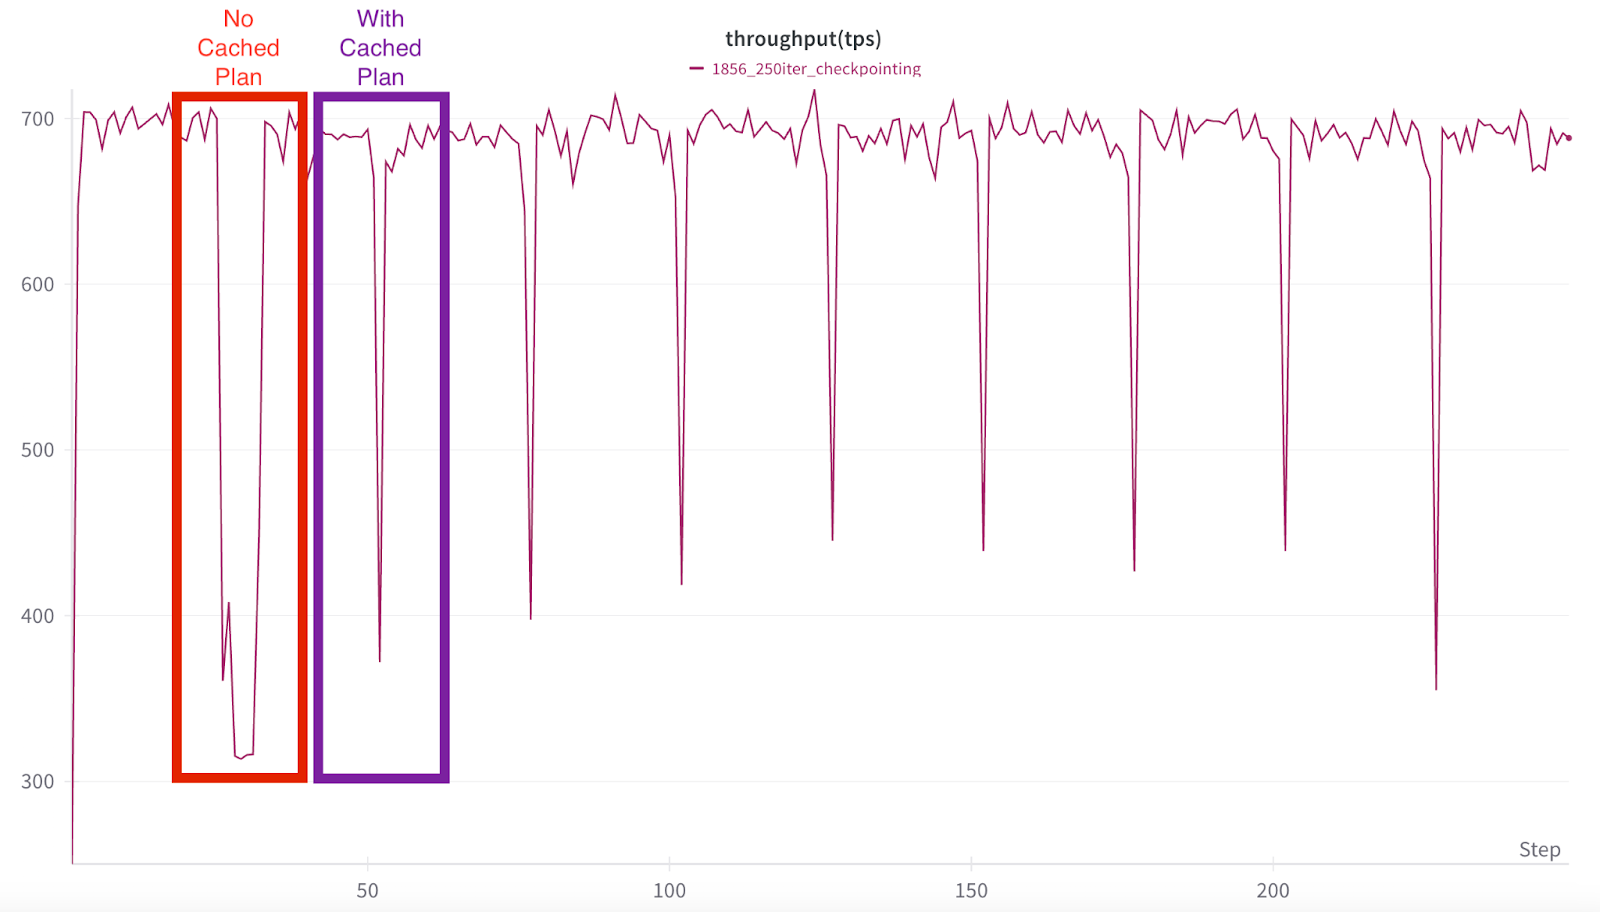 No
Cached
Plan
With
Cached
Plan
throughput(tps)
1856_250iter_checkpointing
700
600
500
400
300
Step
50
100
150
200